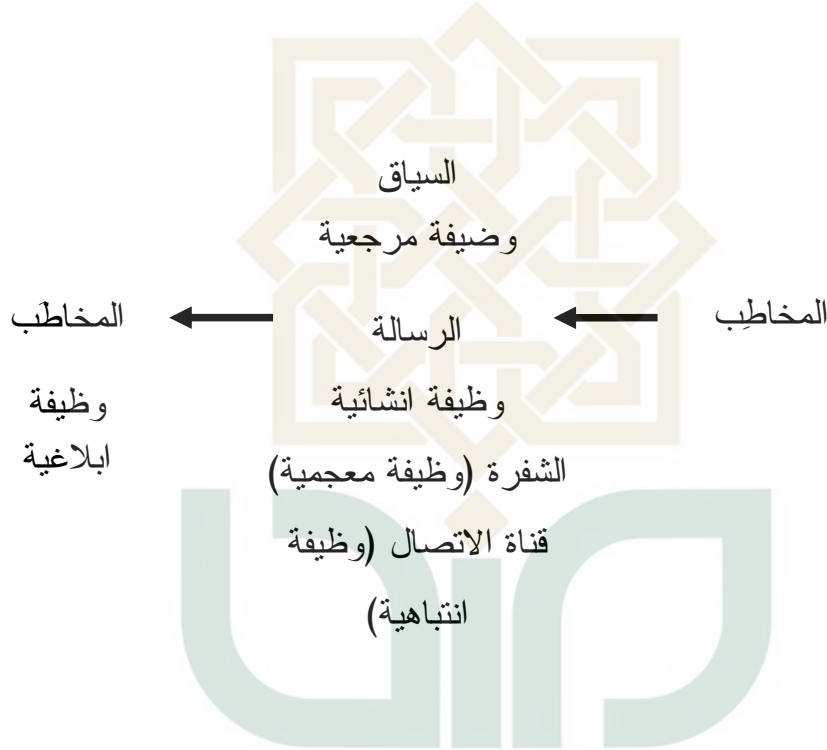 السياق
وضيفة مرجعية
المخاطِب
الرسالة
المخاطَب
وظيفة انشائية
وظيفة
ابلاغية
الشفرة (وظيفة معجمية)
قناة الاتصال (وظيفة
انتباهية)